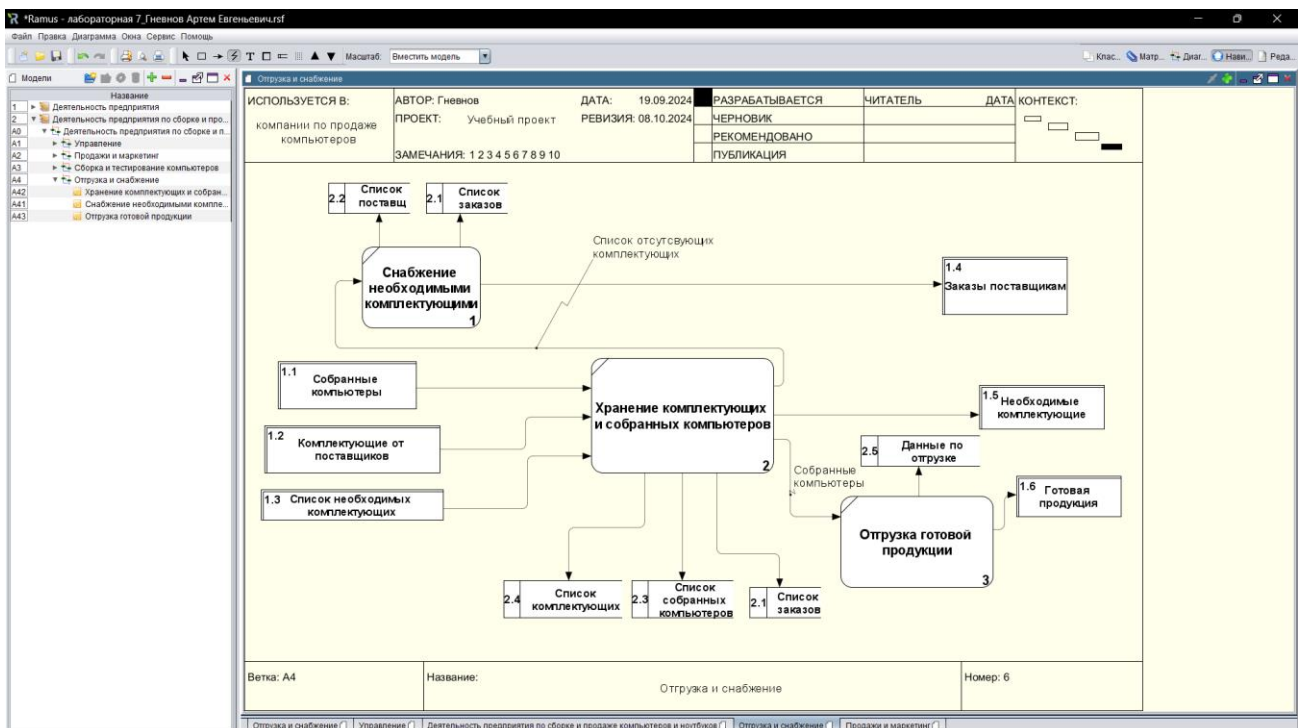 *Ramus - лабораторная 7_Гневнов Артем Евгеньевич.rsf
Файл Правка Диаграмма Окна Сервис Помощь
Масштаб: Вместить модель
Клас... Матр... Диаг... Нави... Реда...
Модели
Название
1 Деятельность предприятия
2 Деятельность предприятия по сборке и про...
A0 Деятельность предприятия по сборке и п...
A1 Управление
A2 Продажи и маркетинг
A3 Сборка и тестирование компьютеров
A4 Отгрузка и снабжение
A42 Хранение комплектующих и собран...
A41 Снабжение необходимыми компле...
A43 Отгрузка готовой продукции
Отгрузка и снабжение
ИСПОЛЬЗУЕТСЯ В:
компании по продаже
компьютеров
АВТОР: Гневнов
ДАТА: 19.09.2024
ПРОЕКТ: Учебный проект
РЕВИЗИЯ: 08.10.2024
ЗАМЕЧАНИЯ: 1 2 3 4 5 6 7 8 9 10
РАЗРАБАТЫВАЕТСЯ
ЧЕРНОВИК
РЕКОМЕНДОВАНО
ПУБЛИКАЦИЯ
ЧИТАТЕЛЬ
ДАТА
КОНТЕКСТ:
2.2
Список
поставщ
2.1
Список
заказов
Список отсутсвующих
комплектующих
Снабжение
необходимыми
комплектующими
1
1.4
Заказы поставщикам
1.1
Собранные
компьютеры
Хранение комплектующих
и собранных компьютеров
2
1.5
Необходимые
комплектующие
1.2
Комплектующие от
поставщиков
2.5
Данные по
отгрузке
Собранные
компьютеры
1.3 Список необходимых
комплектующих
1.6
Готовая
продукция
Отгрузка готовой
продукции
3
2.4
Список
комплектующих
2.3
Список
собранных
компьютеров
2.1
Список
заказов
Ветка: A4
Название:
Отгрузка и снабжение
Номер: 6
Отгрузка и снабжение
Управление
Деятельность предприятия по сборке и продаже компьютеров и ноутбуков
Отгрузка и снабжение
Продажи и маркетинг